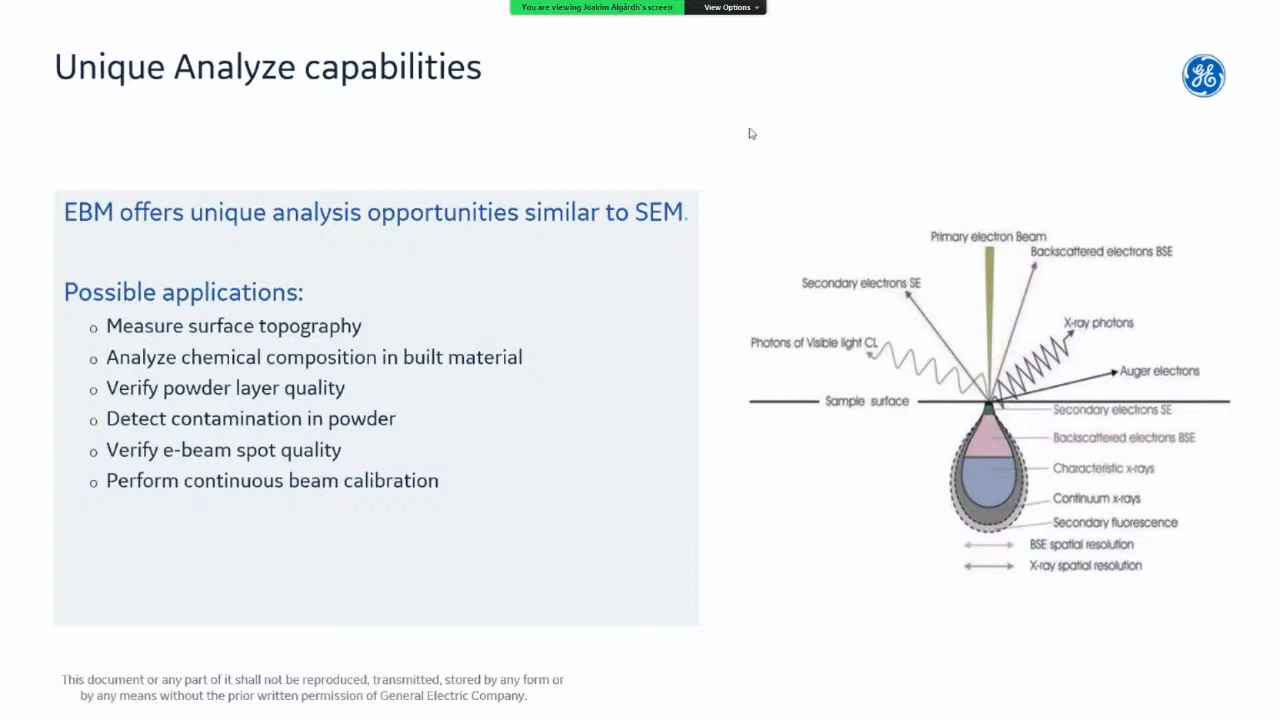 You are viewing Joakim Algårdh's screen
View Options
Unique Analyze capabilities
GE
EBM offers unique analysis opportunities similar to SEM.
Possible applications:
o Measure surface topography
o Analyze chemical composition in built material
o Verify powder layer quality
o Detect contamination in powder
o Verify e-beam spot quality
o Perform continuous beam calibration
Primary electron Beam
Backscattered electrons BSE
Secondary electrons SE
X-ray photons
Photons of Visible light CL
Auger electrons
Sample surface
Secondary electrons SE
Backscattered electrons BSE
Characteristic x-rays
Continuum x-rays
Secondary fluorescence
BSE spatial resolution
X-ray spatial resolution
This document or any part of it shall not be reproduced, transmitted, stored by any form or
by any means without the prior written permission of General Electric Company.